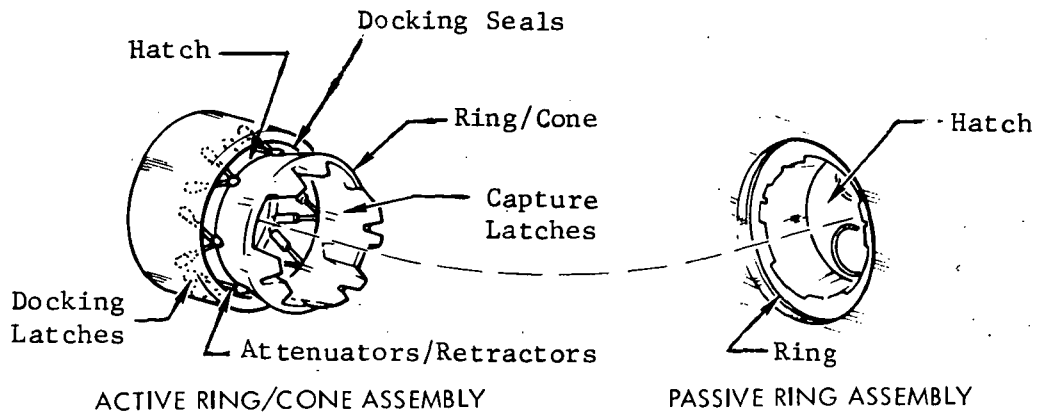 Docking Seals
Hatch
Ring/Cone
Hatch
Capture
Latches
Docking
Latches
Attenuators/Retractors
Ring
ACTIVE RING/CONE ASSEMBLY
PASSIVE RING ASSEMBLY